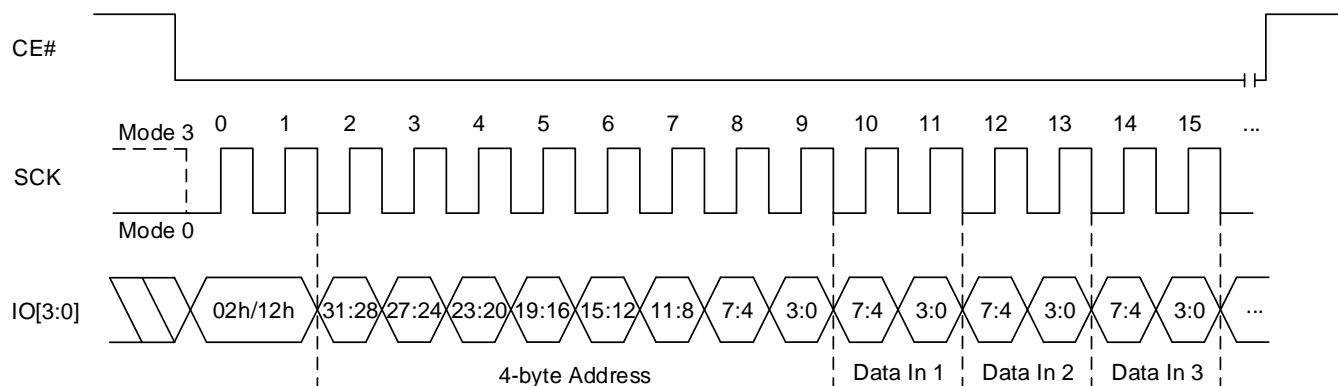 CE#
0 1 2 3 4 5 6 7 8 9 10 11 12 13 14 15 ...
Mode 3
SCK
Mode 0
IO[3:0] 02h/12h 31:28 27:24 23:20 19:16 15:12 11:8 7:4 3:0 7:4 3:0 7:4 3:0 7:4 3:0 ...
4-byte Address Data In 1 Data In 2 Data In 3